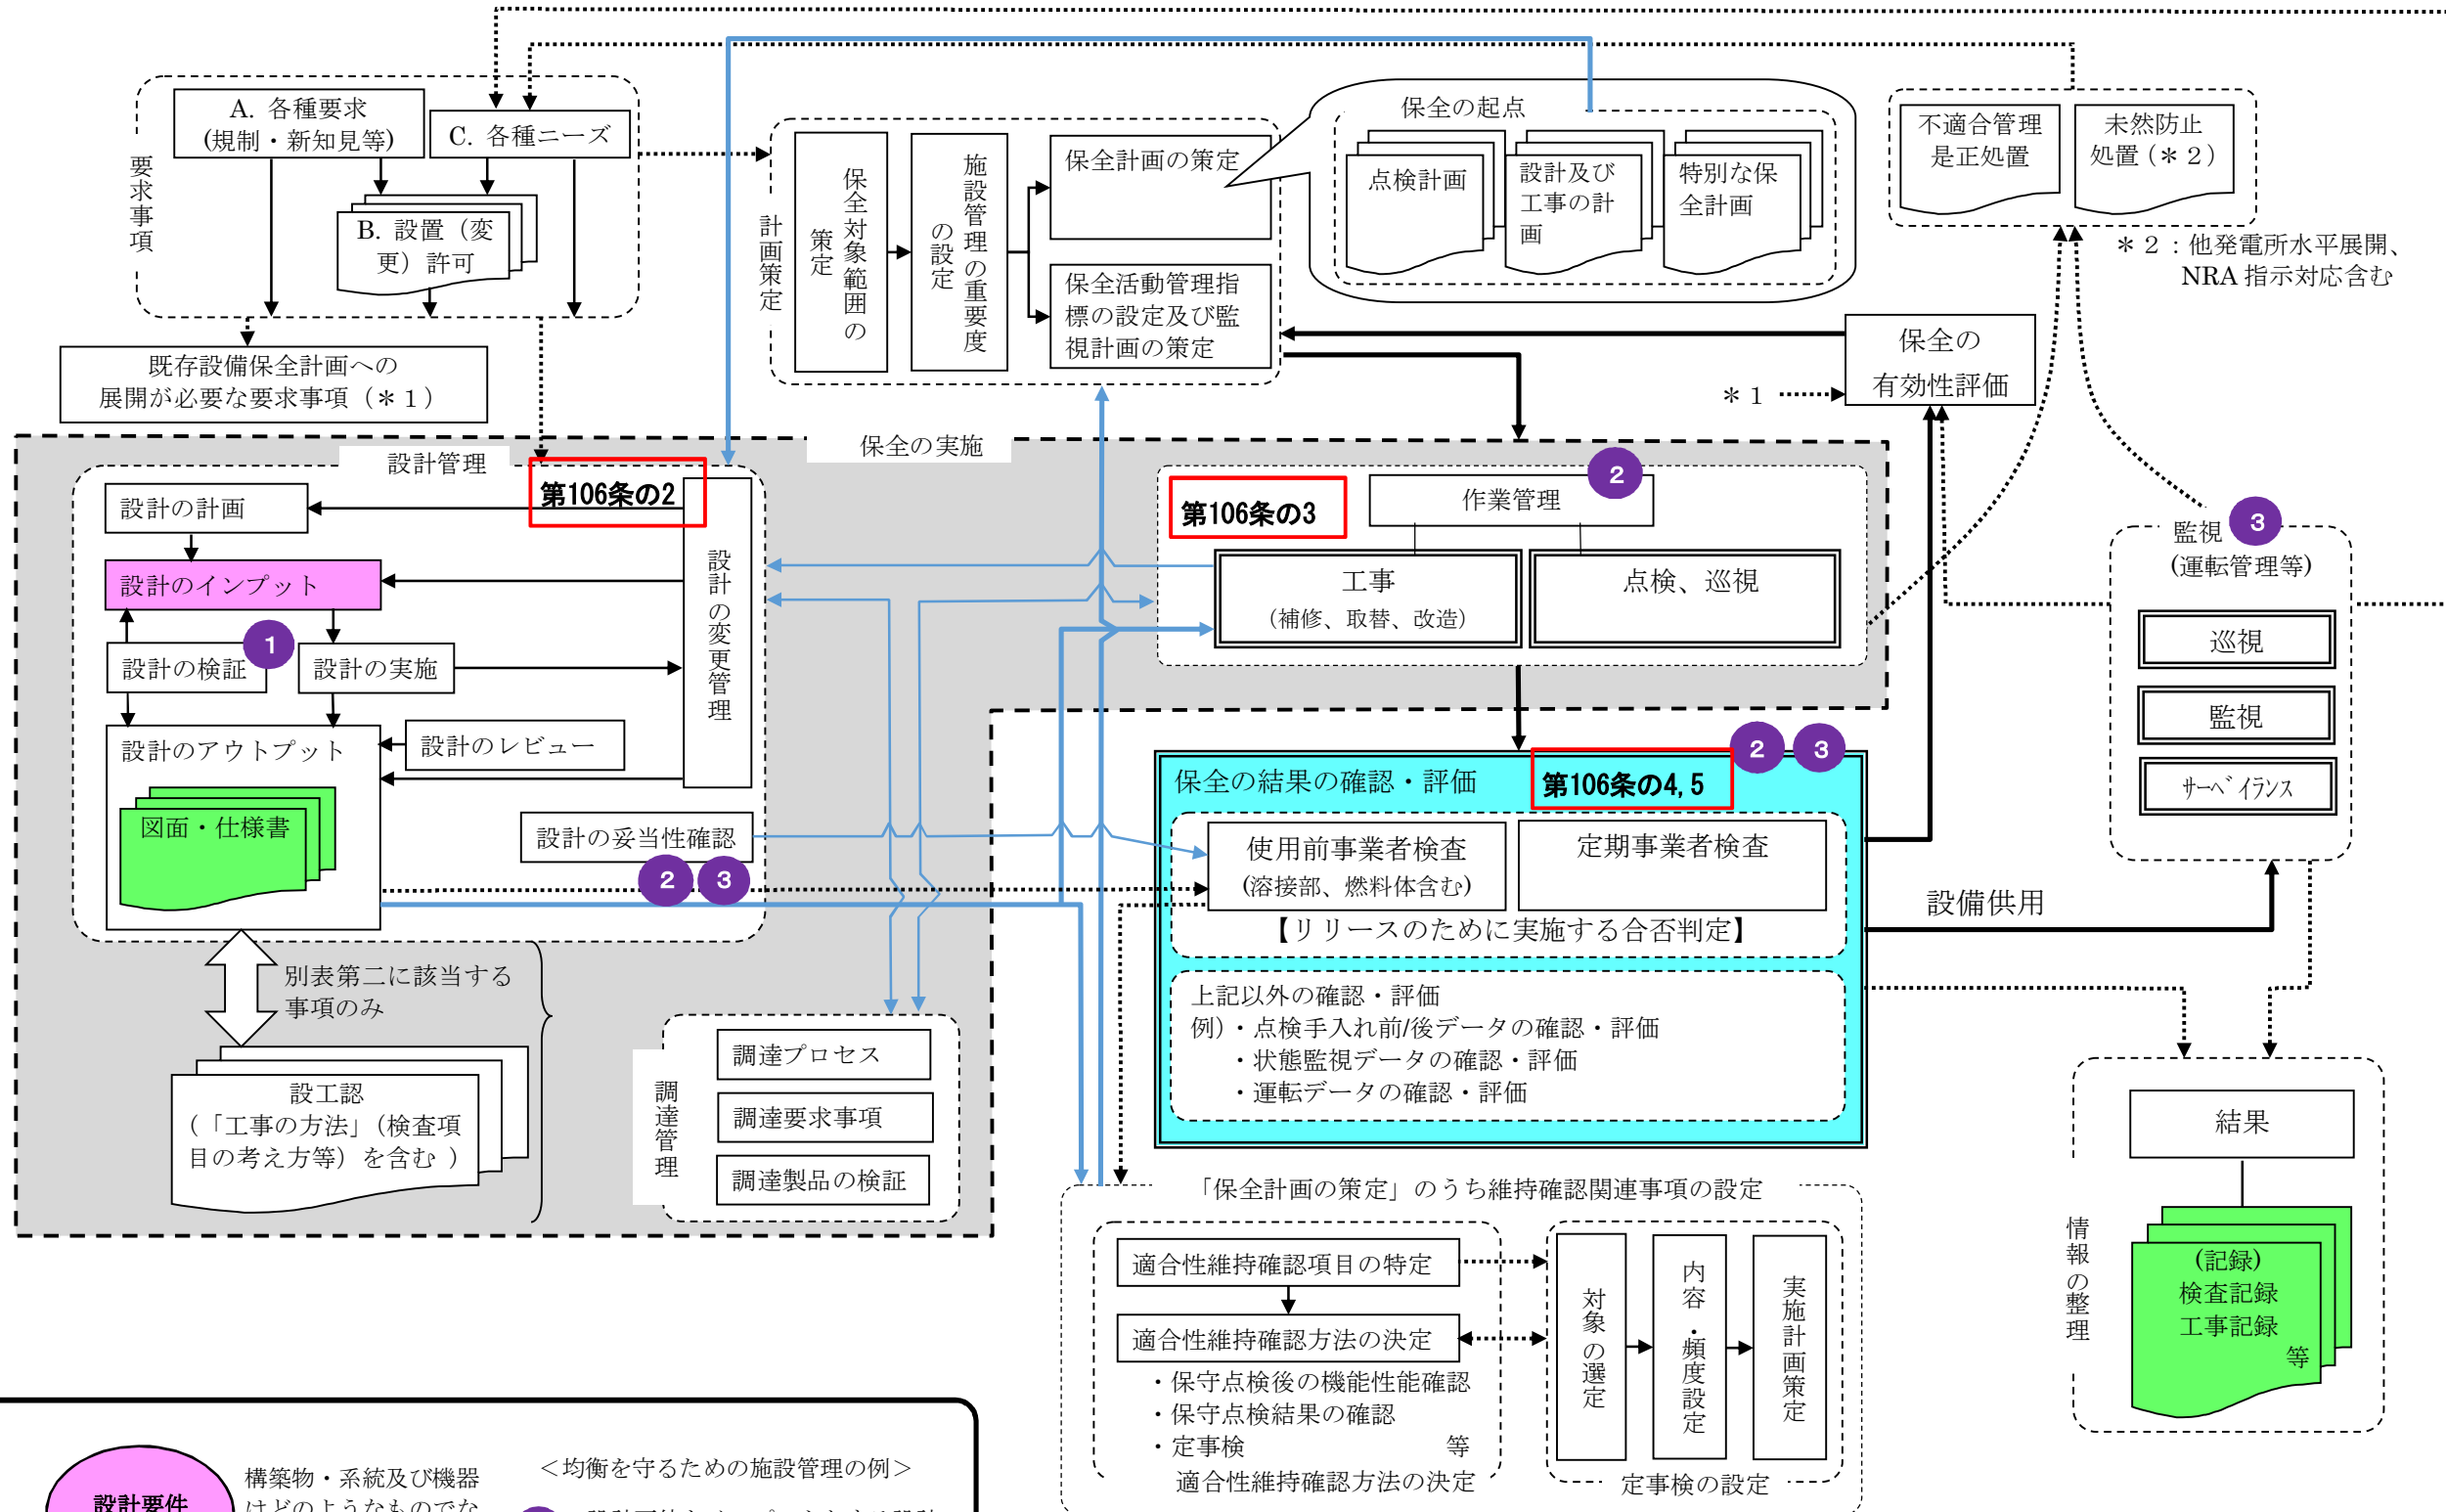 A. 各種要求
(規制・新知見等)
C. 各種ニーズ
B. 設置（変
更）許可
要求事項
既存設備保全計画への
展開が必要な要求事項（＊１）
計画策定
保全対象範囲の
策定
施設管理の重要度
の設定
保全計画の策定
保全活動管理指
標の設定及び監
視計画の策定
保全の起点
点検計画
設計及び
工事の計
画
特別な保
全計画
不適合管理
是正処置
未然防止
処置（＊２）
＊２：他発電所水平展開、
NRA 指示対応含む
保全の
有効性評価
＊１
保全の実施
設計管理
第106条の2
設計の計画
設計のインプット
設計の検証
1
設計の実施
設計の変更管理
設計のアウトプット
設計のレビュー
図面・仕様書
設計の妥当性確認
2
3
別表第二に該当する
事項のみ
設工認
（「工事の方法」（検査項
目の考え方等）を含む ）
調達管理
調達プロセス
調達要求事項
調達製品の検証
第106条の3
作業管理
2
工事
（補修、取替、改造）
点検、巡視
保全の結果の確認・評価
第106条の4,5
2
3
使用前事業者検査
(溶接部、燃料体含む)
定期事業者検査
【リリースのために実施する合否判定】
上記以外の確認・評価
例）・点検手入れ前/後データの確認・評価
・状態監視データの確認・評価
・運転データの確認・評価
監視
3
(運転管理等)
巡視
監視
ｻｰﾍﾞｲﾗﾝｽ
設備供用
情報の整理
結果
(記録)
検査記録
工事記録
等
「保全計画の策定」のうち維持確認関連事項の設定
適合性維持確認項目の特定
適合性維持確認方法の決定
・保守点検後の機能性能確認
・保守点検結果の確認
・定事検 等
適合性維持確認方法の決定
対象の選定
内容・頻度設定
実施計画策定
定事検の設定
設計要件
構築物・系統及び機器
はどのようなものでな
＜均衡を守るための施設管理の例＞